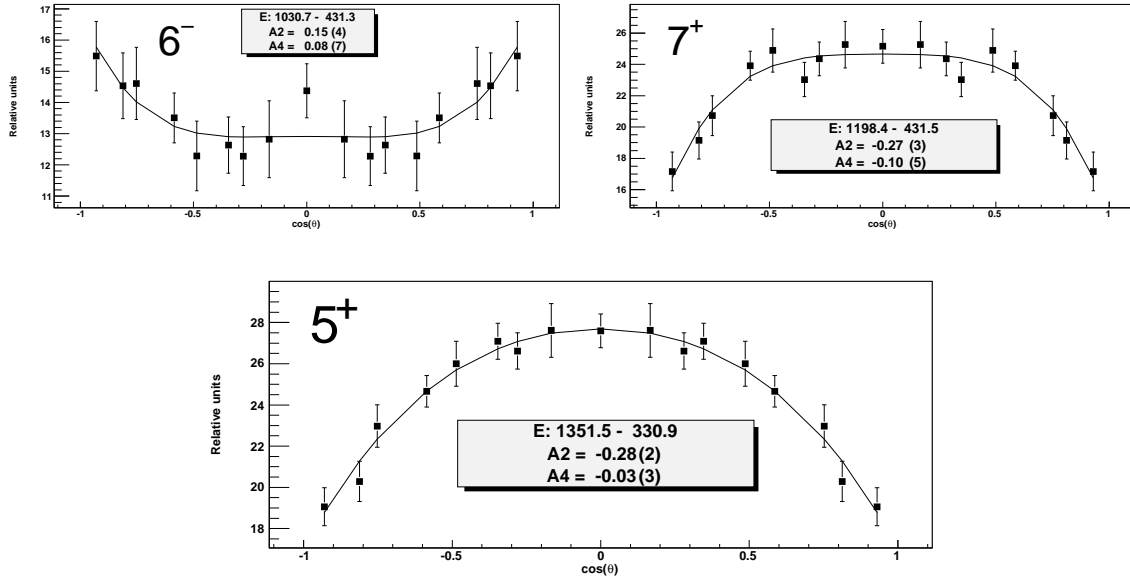 6⁻
E: 1030.7 - 431.3
A2 = 0.15 (4)
A4 = 0.08 (7)
Relative units
17
16
15
14
13
12
11
-1 -0.5 0 0.5 1
cos(θ)
7⁺
E: 1198.4 - 431.5
A2 = -0.27 (3)
A4 = -0.10 (5)
Relative units
26
24
22
20
18
16
-1 -0.5 0 0.5 1
cos(θ)
5⁺
E: 1351.5 - 330.9
A2 = -0.28 (2)
A4 = -0.03 (3)
Relative units
28
26
24
22
20
18
-1 -0.5 0 0.5 1
cos(θ)